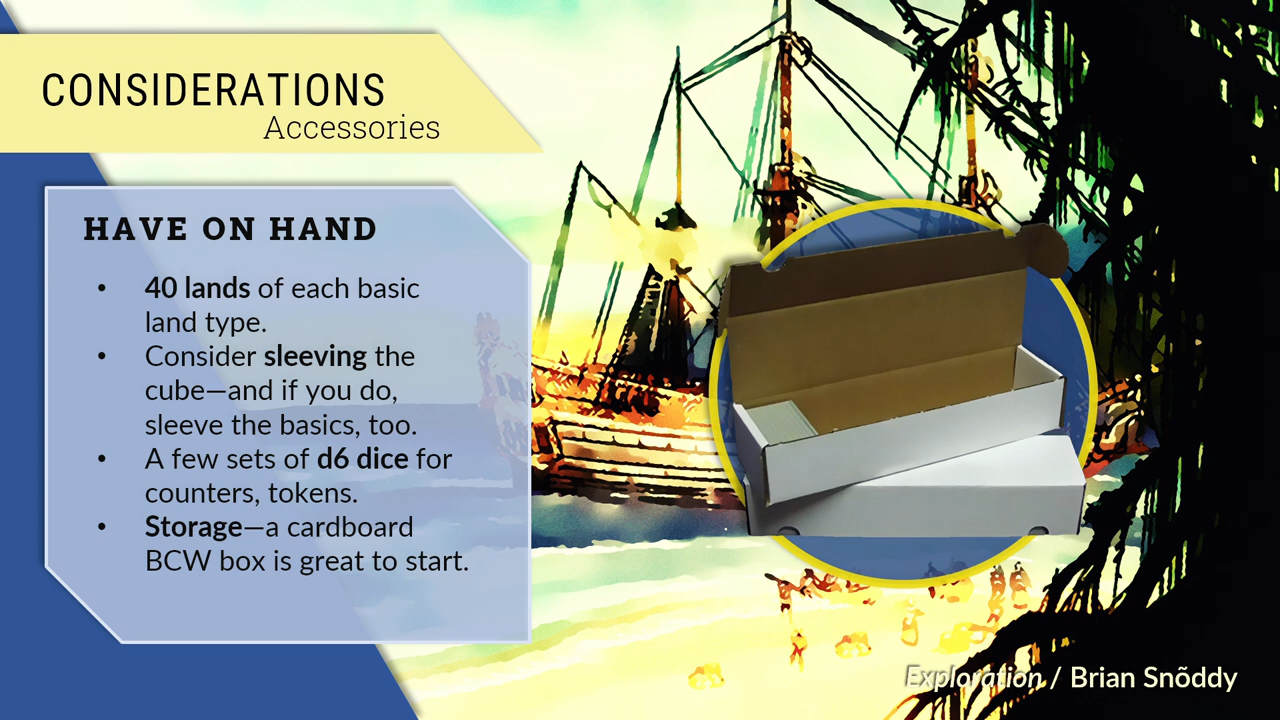 CONSIDERATIONS
Accessories
HAVE ON HAND
• 40 lands of each basic
land type.
• Consider sleeving the
cube—and if you do,
sleeve the basics, too.
• A few sets of d6 dice for
counters, tokens.
• Storage—a cardboard
BCW box is great to start.
Exploration / Brian Snõddy